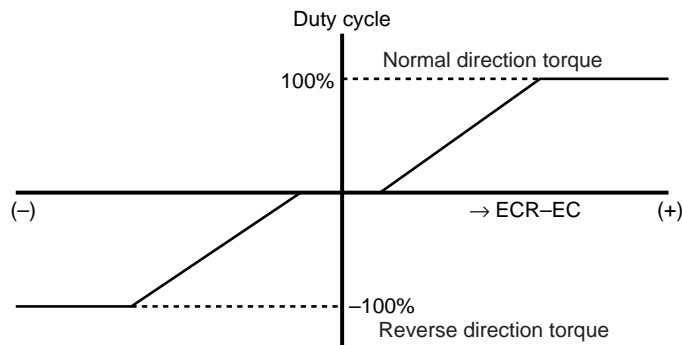 Duty cycle
Normal direction torque
100%
(–)
→ ECR–EC
(+)
–100%
Reverse direction torque